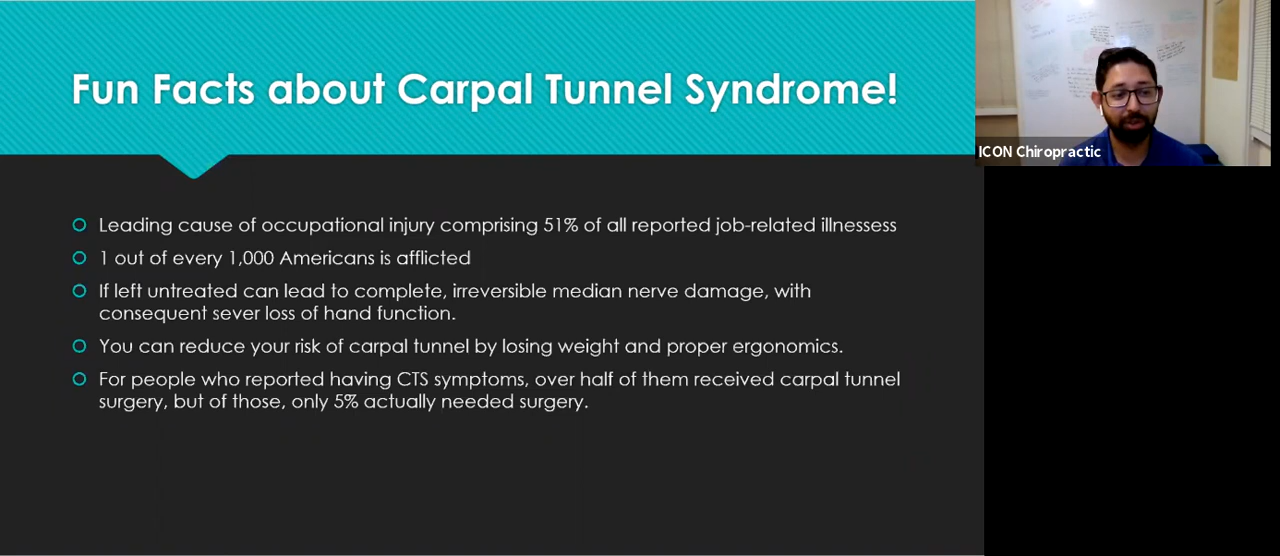 Fun Facts about Carpal Tunnel Syndrome!
ICON Chiropractic
Leading cause of occupational injury comprising 51% of all reported job-related illnessess
1 out of every 1,000 Americans is afflicted
If left untreated can lead to complete, irreversible median nerve damage, with
consequent sever loss of hand function.
You can reduce your risk of carpal tunnel by losing weight and proper ergonomics.
For people who reported having CTS symptoms, over half of them received carpal tunnel
surgery, but of those, only 5% actually needed surgery.